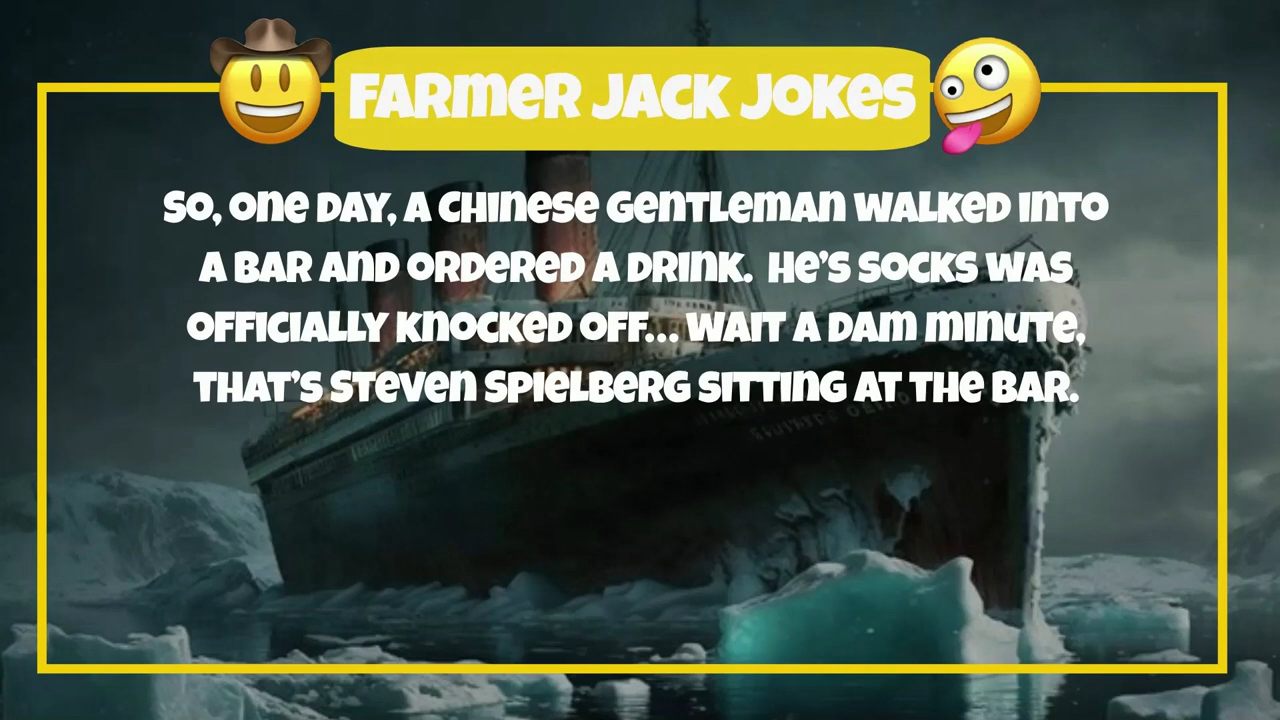 FARMER JACK JOKES
SO, ONE DAY, A CHINESE GENTLEMAN WALKED INTO
A BAR AND ORDERED A DRINK.  HE'S SOCKS WAS
OFFICIALLY KNOCKED OFF... WAIT A DAM MINUTE,
THAT'S STEVEN SPIELBERG SITTING AT THE BAR.